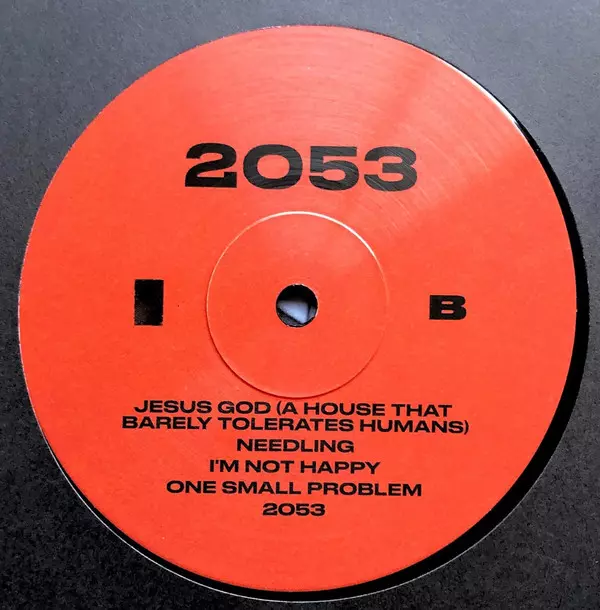 2053
B
JESUS GOD (A HOUSE THAT
BARELY TOLERATES HUMANS)
NEEDLING
I'M NOT HAPPY
ONE SMALL PROBLEM
2053